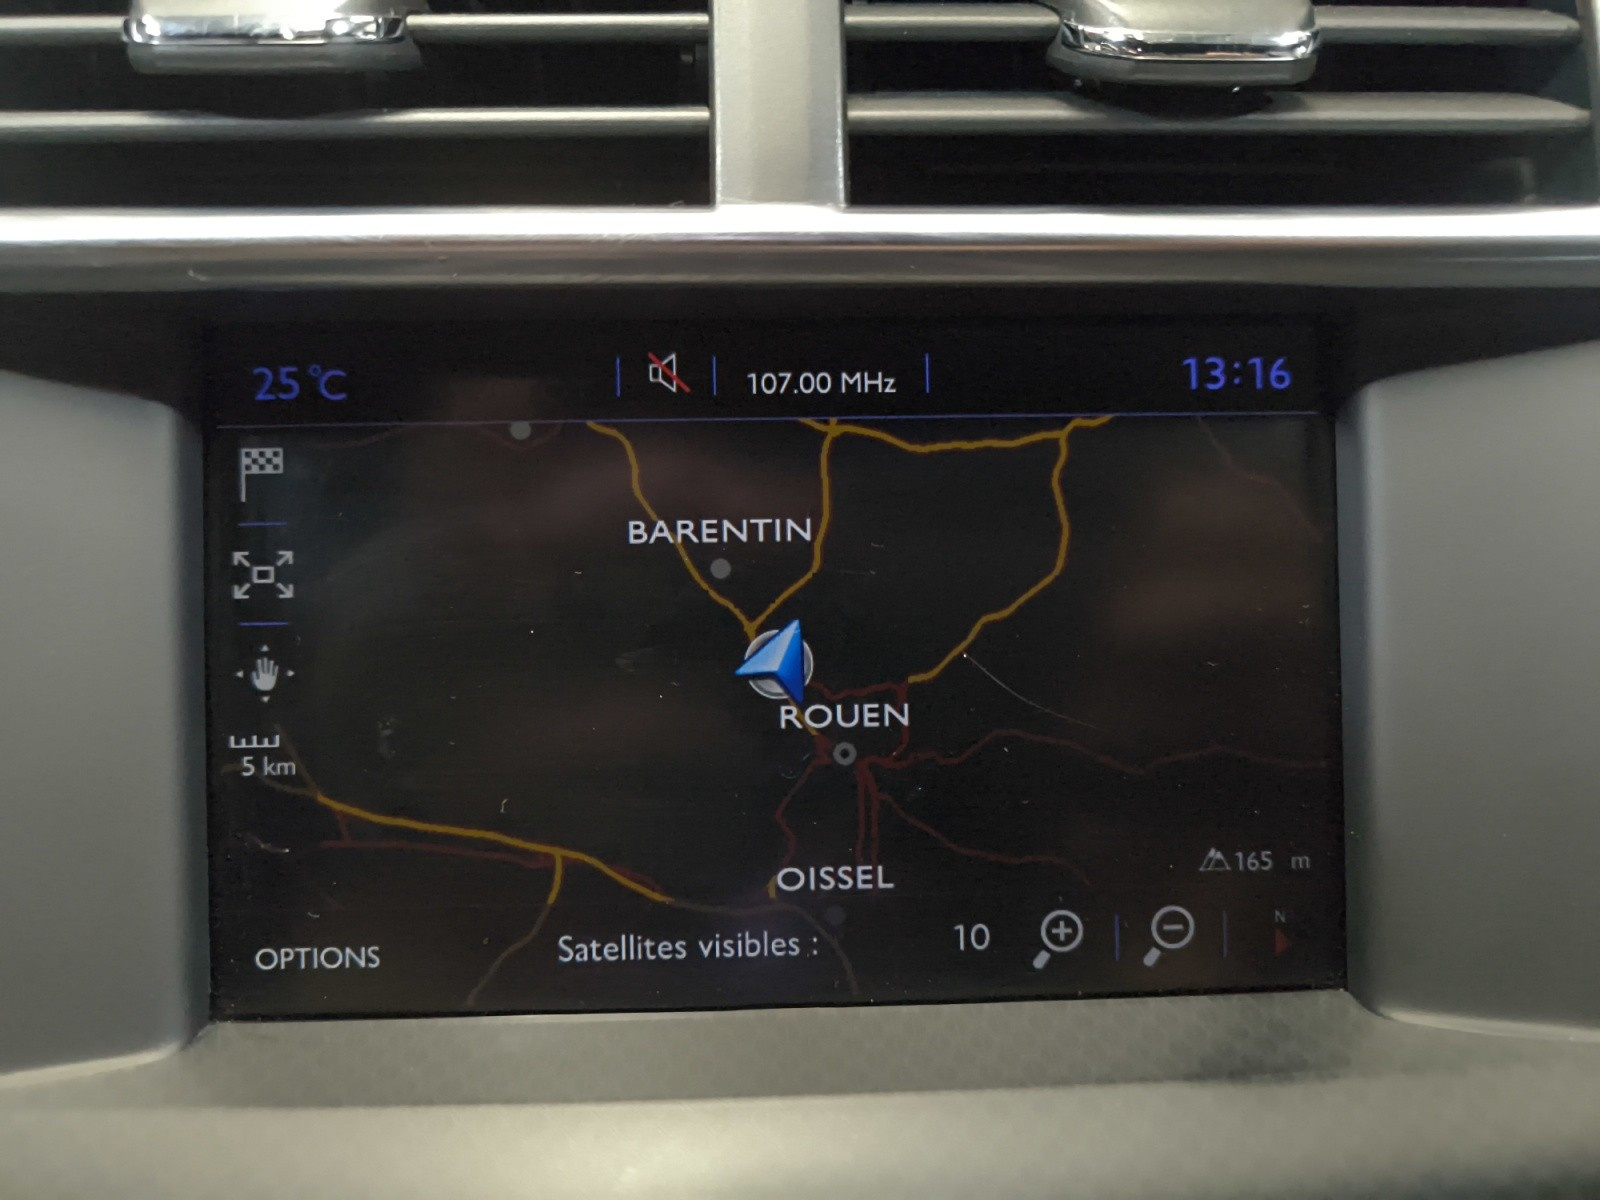 25 °C
107.00 MHz
13:16
BARENTIN
ROUEN
5 km
165 m
OISSEL
N
OPTIONS
Satellites visibles :
10